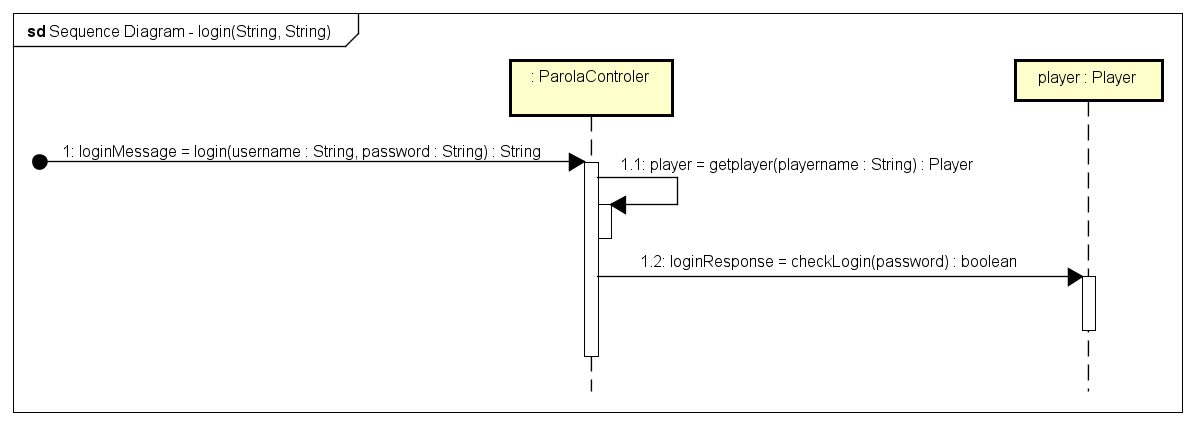 sd Sequence Diagram - login(String, String)
: ParolaControler
player : Player
1: loginMessage = login(username : String, password : String) : String
1.1: player = getplayer(playername : String) : Player
1.2: loginResponse = checkLogin(password) : boolean